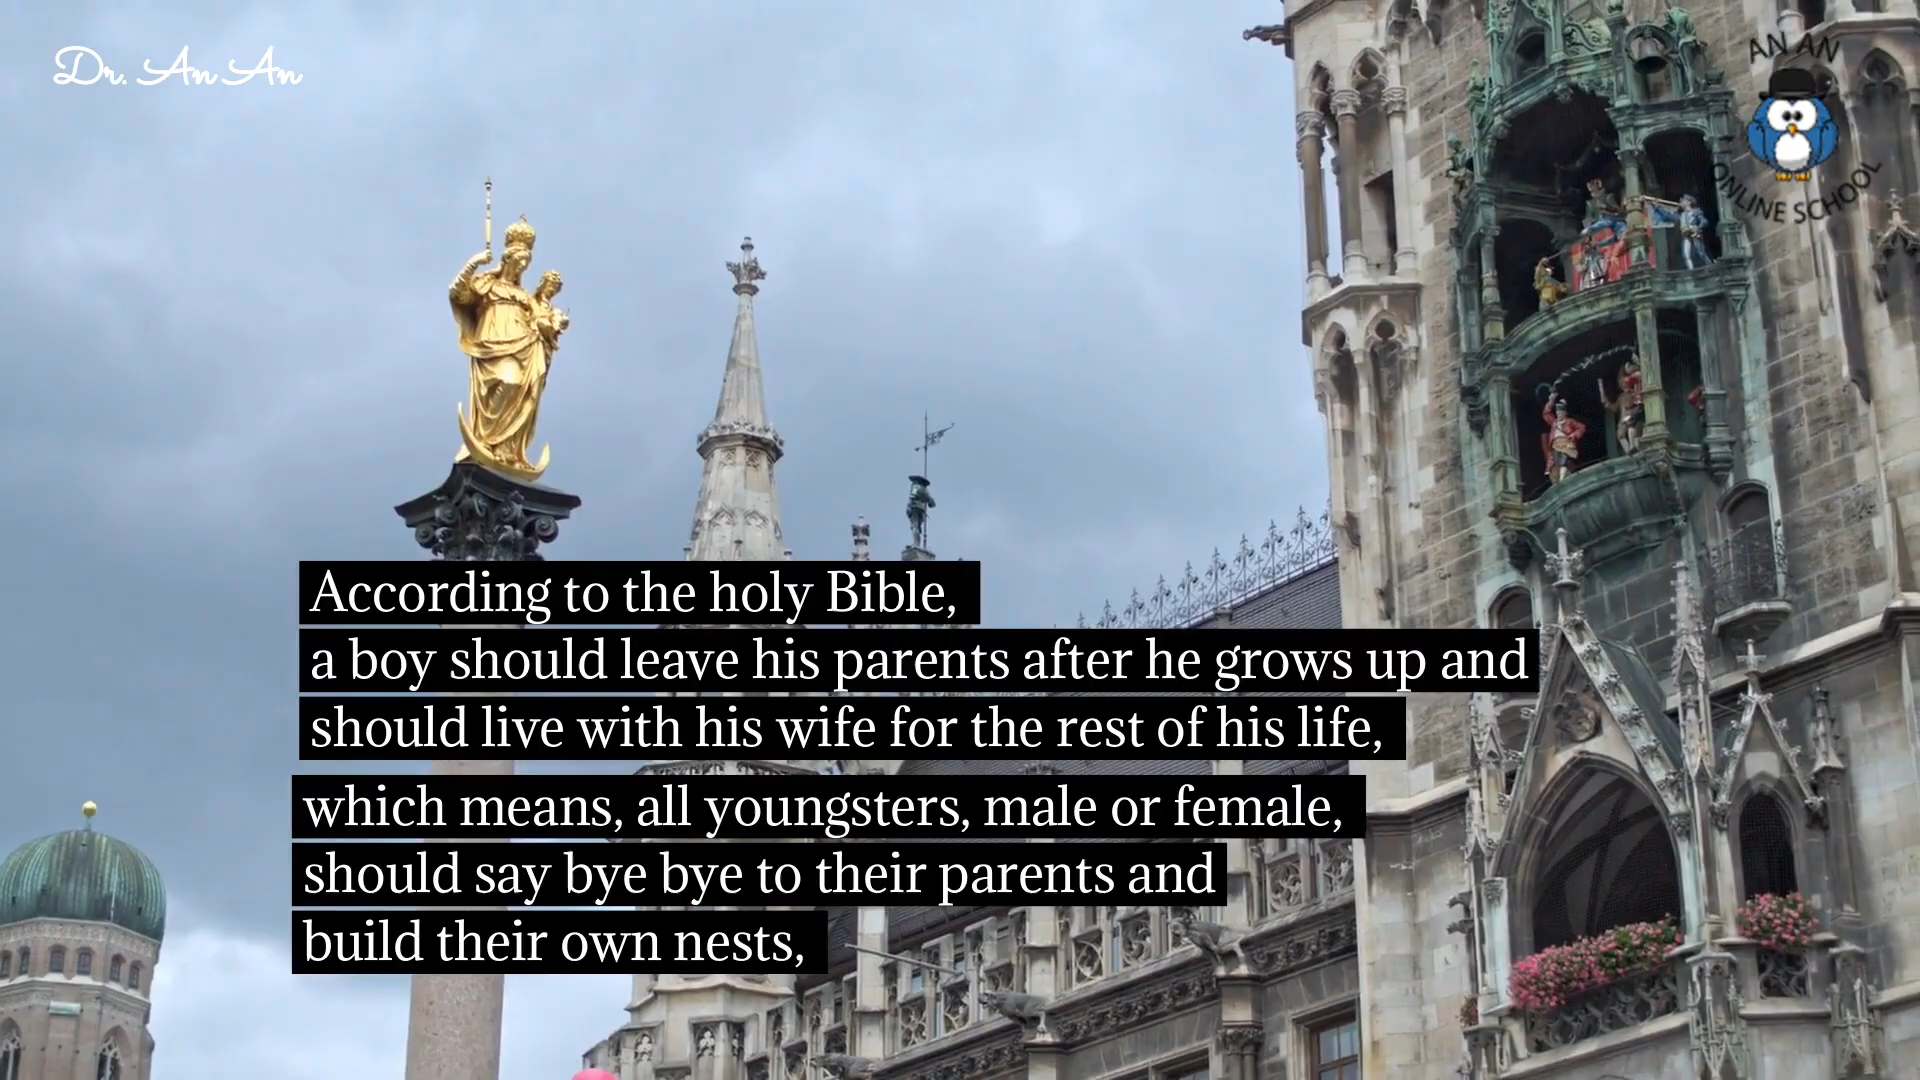 Dr. An An
AN AN
ONLINE SCHOOL
According to the holy Bible,
a boy should leave his parents after he grows up and
should live with his wife for the rest of his life,
which means, all youngsters, male or female,
should say bye bye to their parents and
build their own nests,